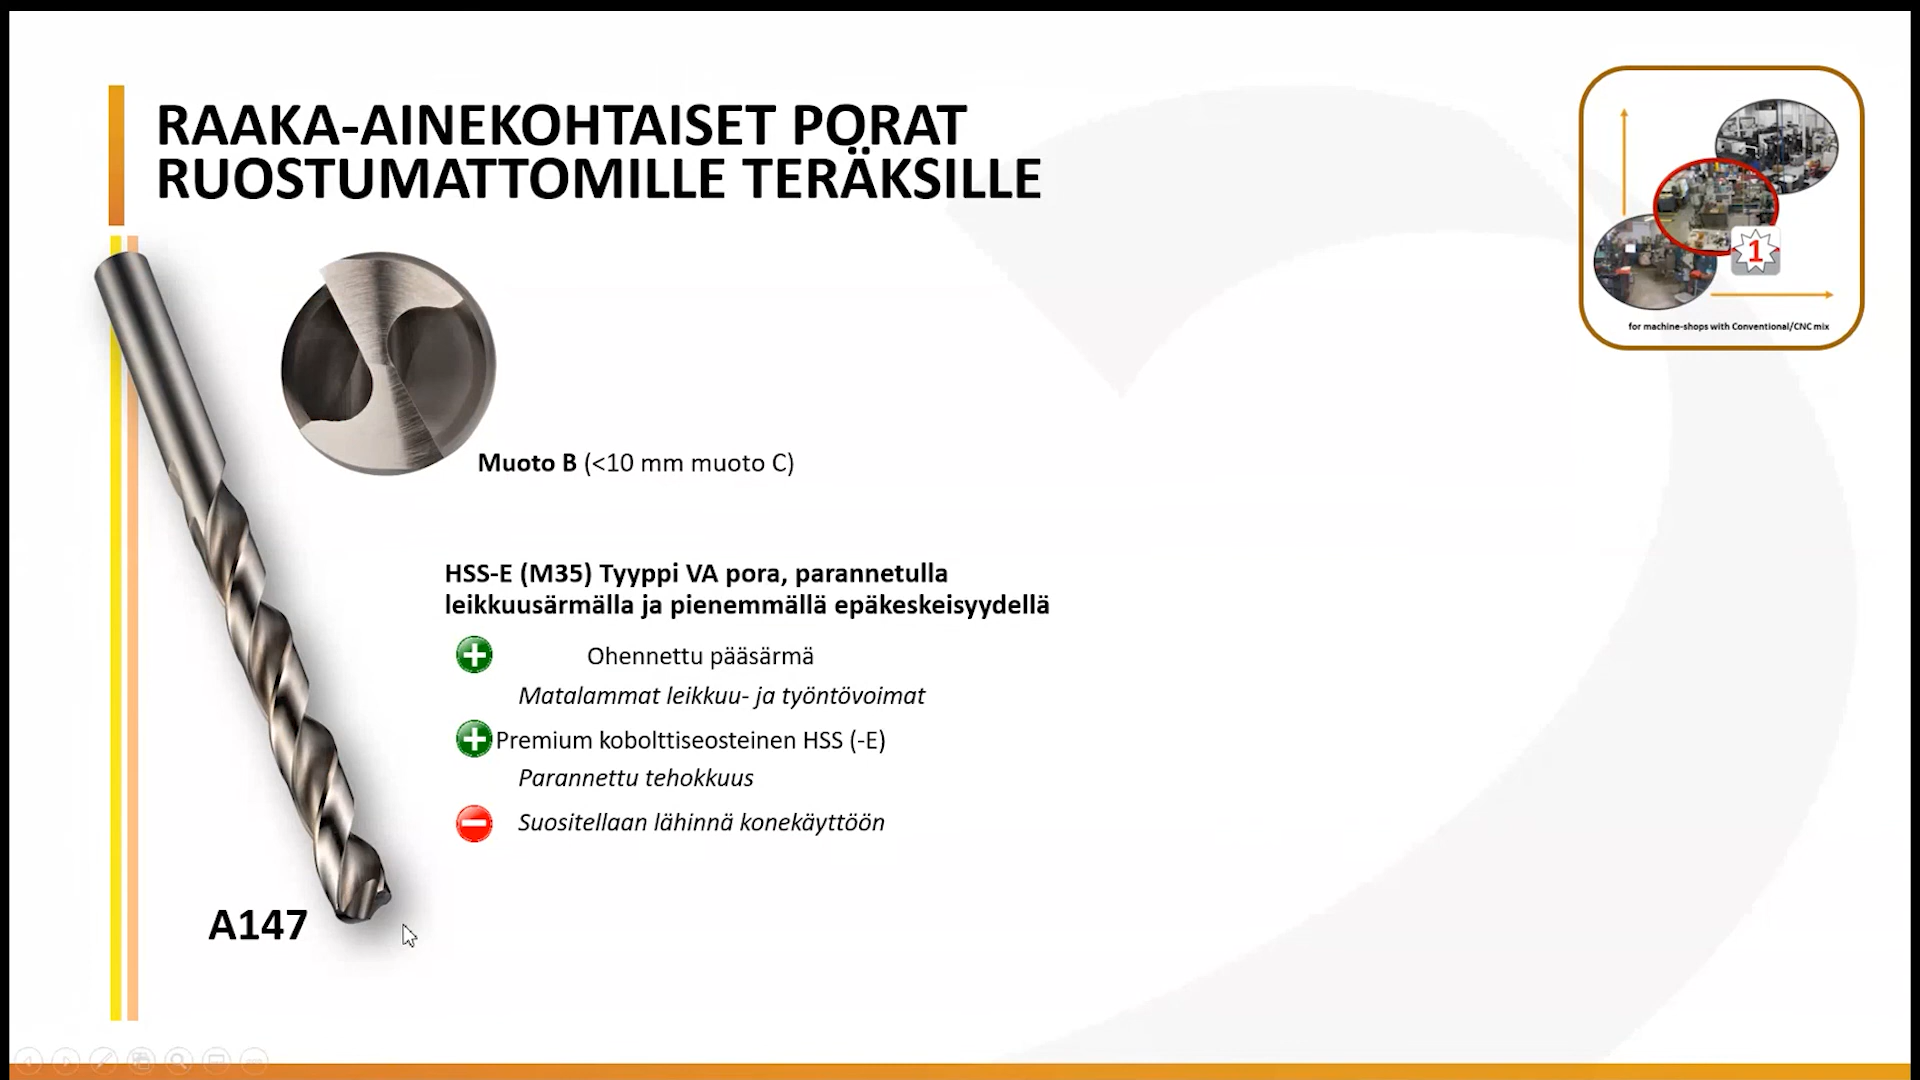 RAAKA-AINEKOHTAISET PORAT
RUOSTUMATTOMILLE TERÄKSILLE
1
for machine-shops with Conventional/CNC mix
Muoto B (<10 mm muoto C)
HSS-E (M35) Tyyppi VA pora, parannetulla
leikkuusärmällä ja pienemmällä epäkeskeisyydellä
Ohennettu pääsärmä
Matalammat leikkuu- ja työntövoimat
Premium kobolttiseosteinen HSS (-E)
Parannettu tehokkuus
Suositellaan lähinnä konekäyttöön
A147